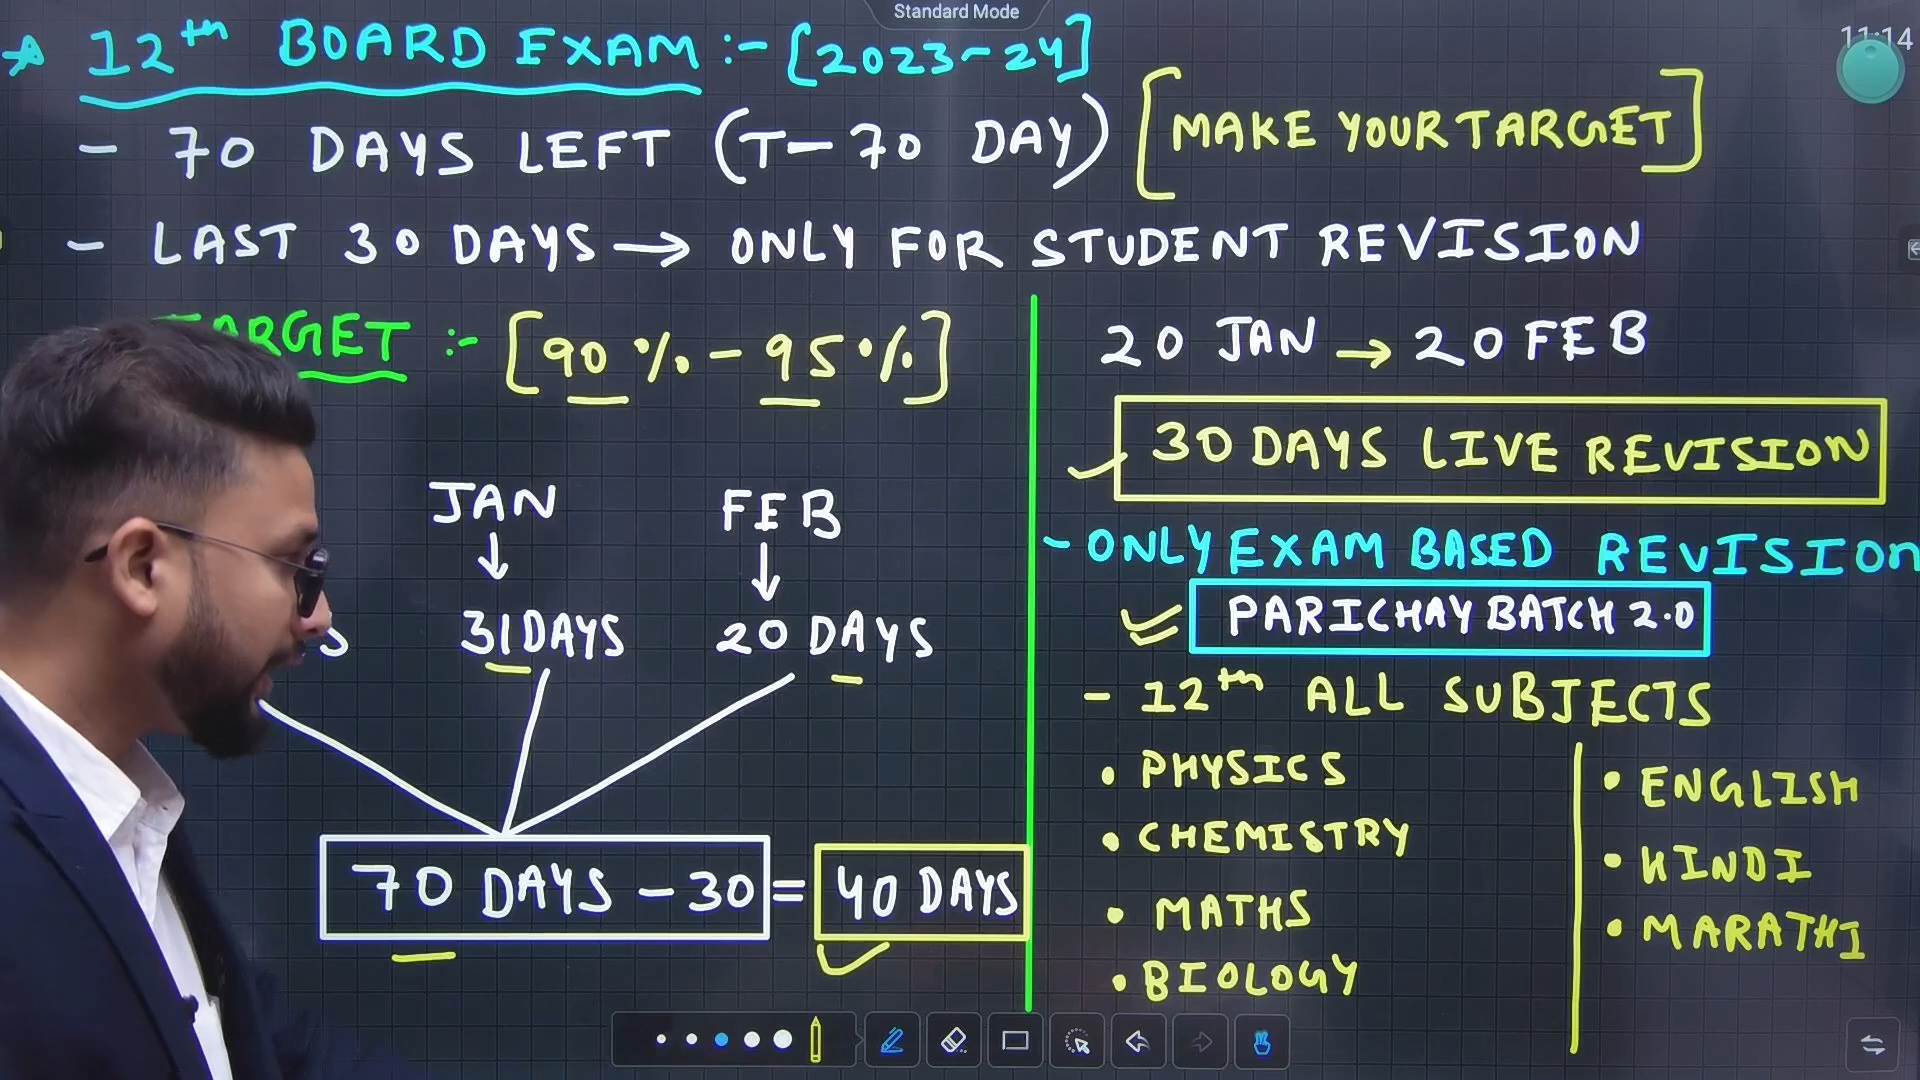 Standard Mode
11:14
12th BOARD EXAM :- [2023-24]
- 70 DAYS LEFT (T-70 DAY) [MAKE YOUR TARGET]
- LAST 30 DAYS → ONLY FOR STUDENT REVISION
TARGET :- [90% - 95%]
JAN FEB
↓ ↓
31 DAYS 20 DAYS
70 DAYS - 30 = 40 DAYS
20 JAN → 20 FEB
30 DAYS LIVE REVISION
- ONLY EXAM BASED REVISION
PARICHAY BATCH 2.0
- 12th ALL SUBJECTS
• PHYSICS
• CHEMISTRY
• MATHS
• BIOLOGY
• ENGLISH
• HINDI
• MARATHI